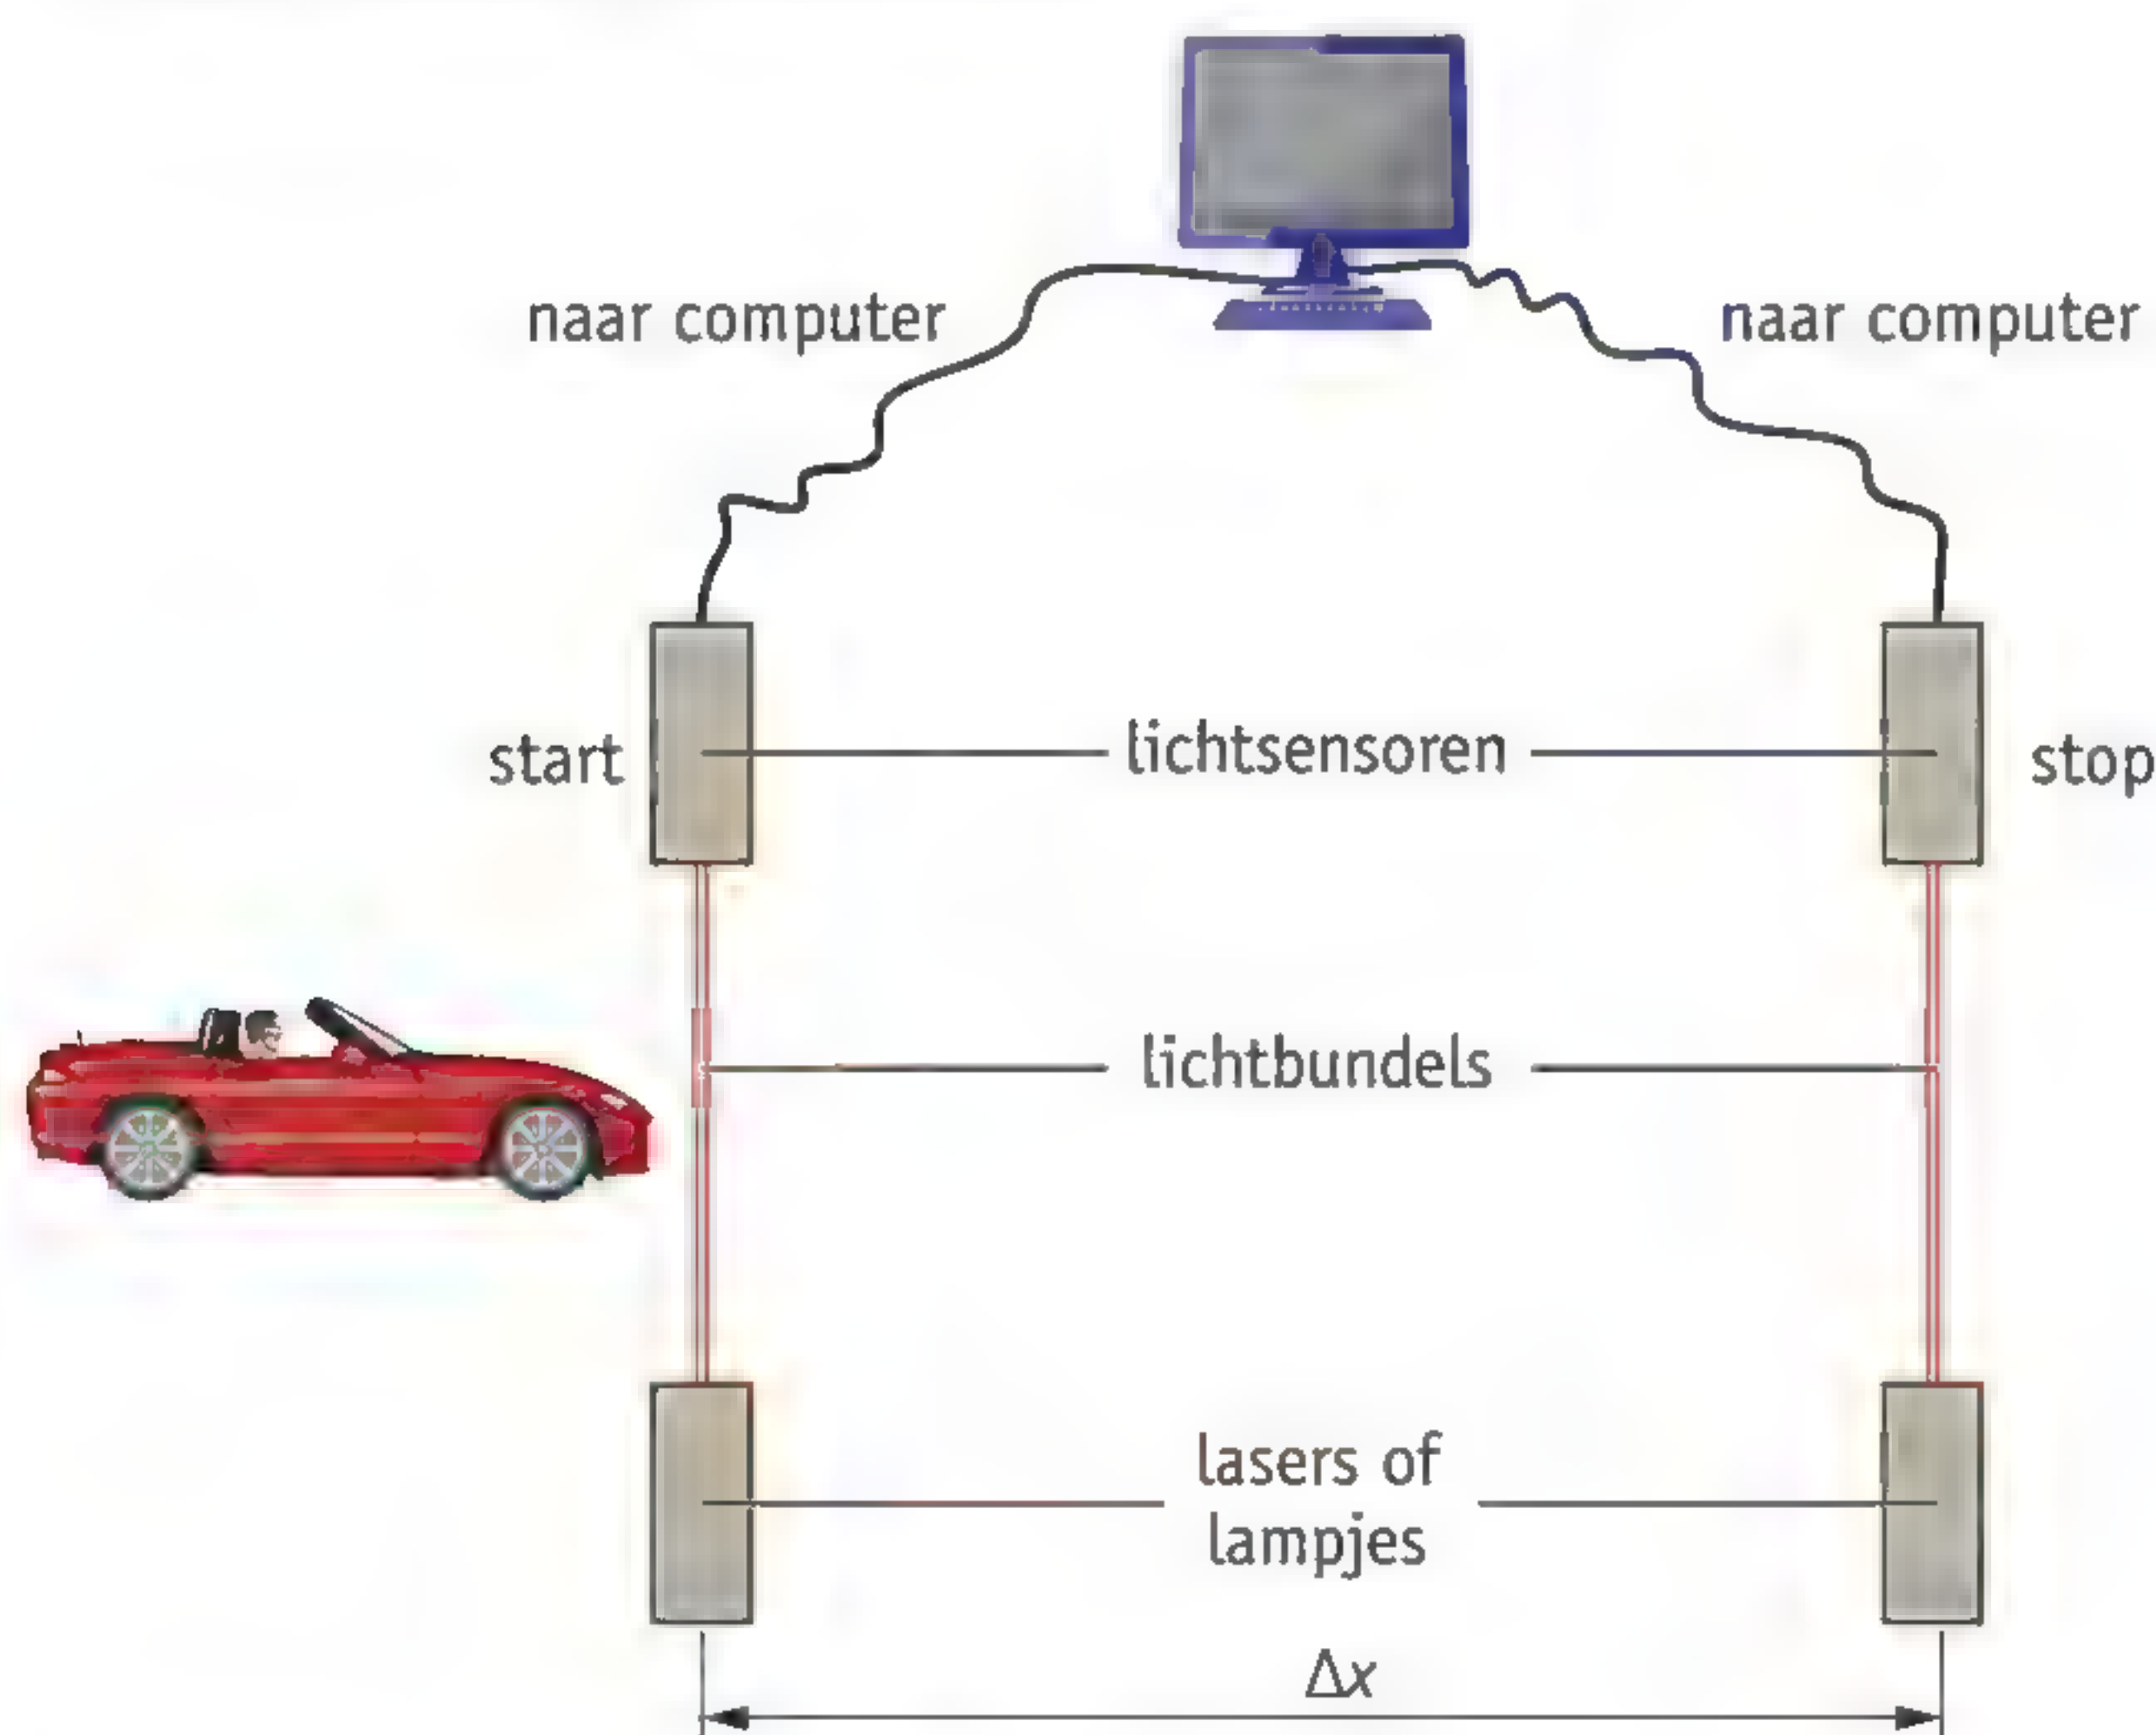 naar computer
naar computer
start
lichtsensoren
stop
lichtbundels
lasers of
lampjes
Δx